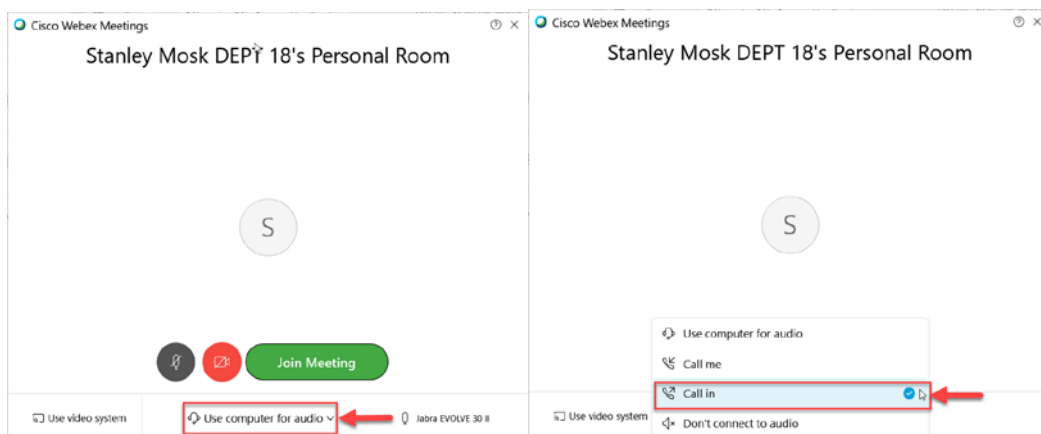 Cisco Webex Meetings
Stanley Mosk DEPT 18's Personal Room
S
Join Meeting
Use video system
Use computer for audio
Jabra EVOLVE 30 II
Cisco Webex Meetings
Stanley Mosk DEPT 18's Personal Room
S
Use computer for audio
Call me
Call in
Use video system
Don't connect to audio